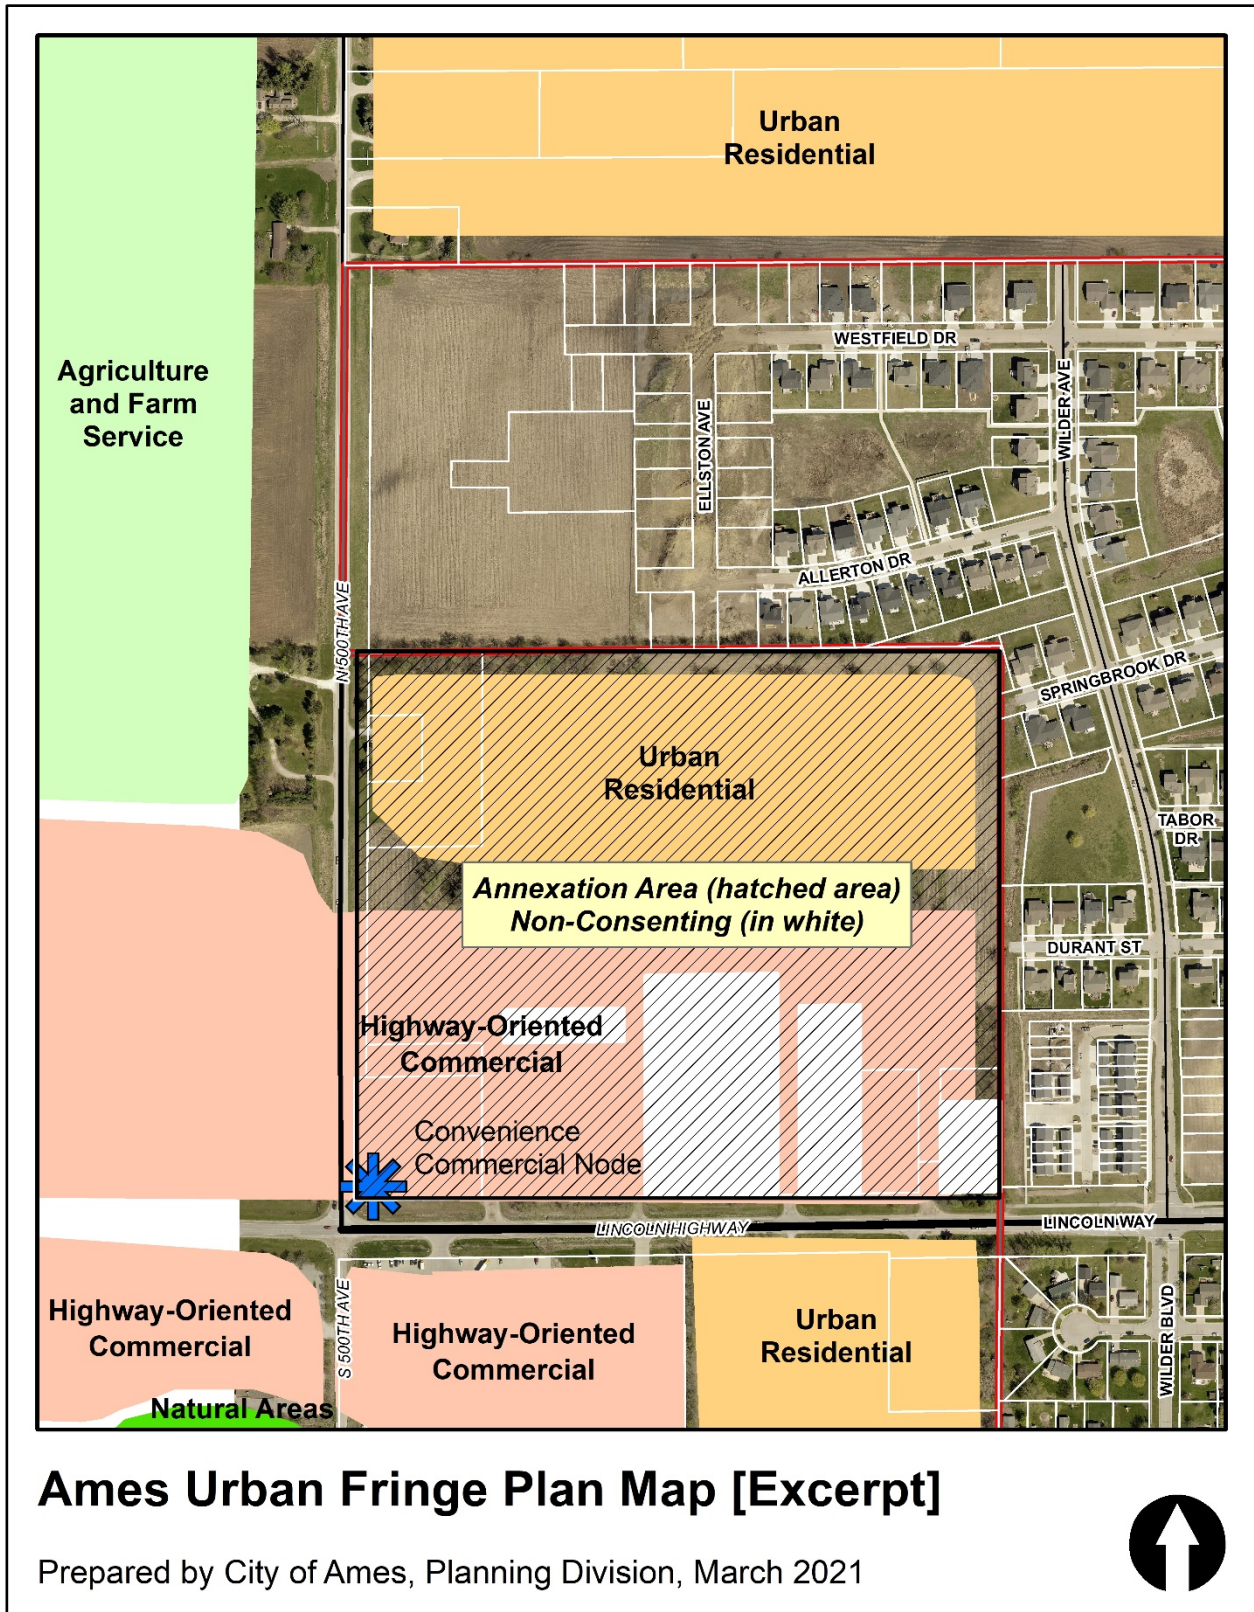 Urban
Residential
WESTFIELD DR
Agriculture
and Farm
Service
WILDER AVE
ELLSTON AVE
ALLERTON DR
N 500TH AVE
SPRINGBROOK DR
Urban
Residential
TABOR
DR
Annexation Area (hatched area)
Non-Consenting (in white)
DURANT ST
Highway-Oriented
Commercial
Convenience
Commercial Node
LINCOLN HIGHWAY
LINCOLN WAY
Highway-Oriented
Commercial
S 500TH AVE
Highway-Oriented
Commercial
Urban
Residential
WILDER BLVD
Natural Areas
Ames Urban Fringe Plan Map [Excerpt]
Prepared by City of Ames, Planning Division, March 2021